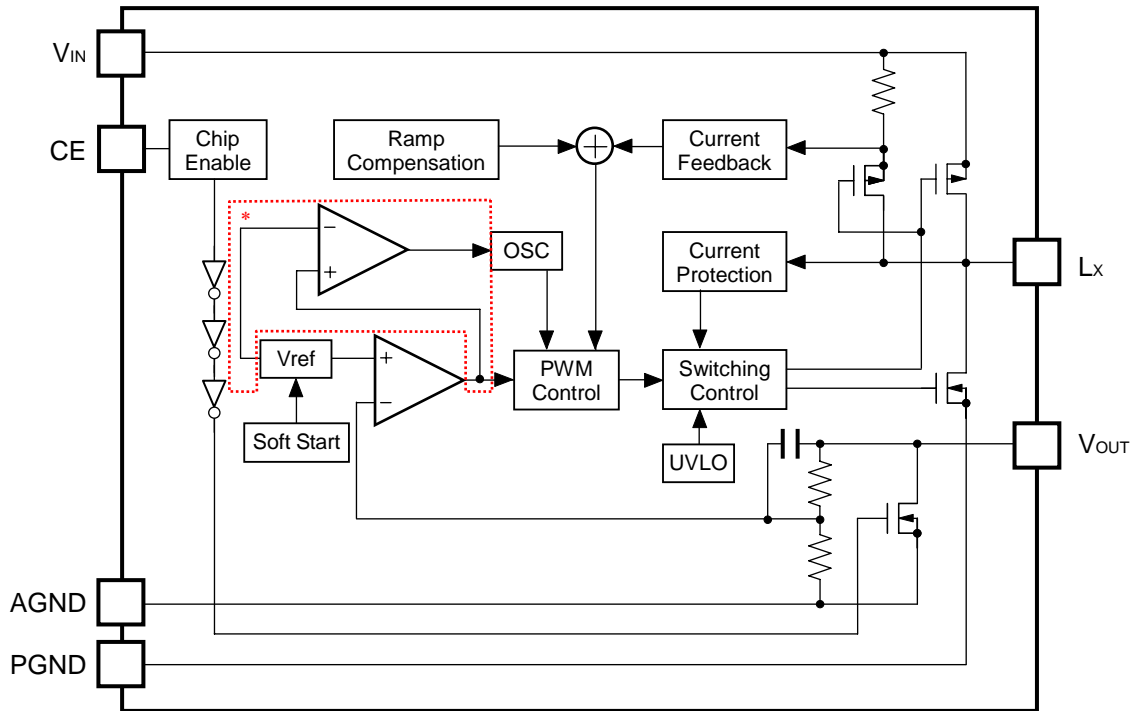 VIN
CE
Chip
Enable
Ramp
Compensation
+
Current
Feedback
*
−
+
OSC
Current
Protection
LX
Vref
+
−
PWM
Control
Switching
Control
Soft Start
UVLO
VOUT
AGND
PGND